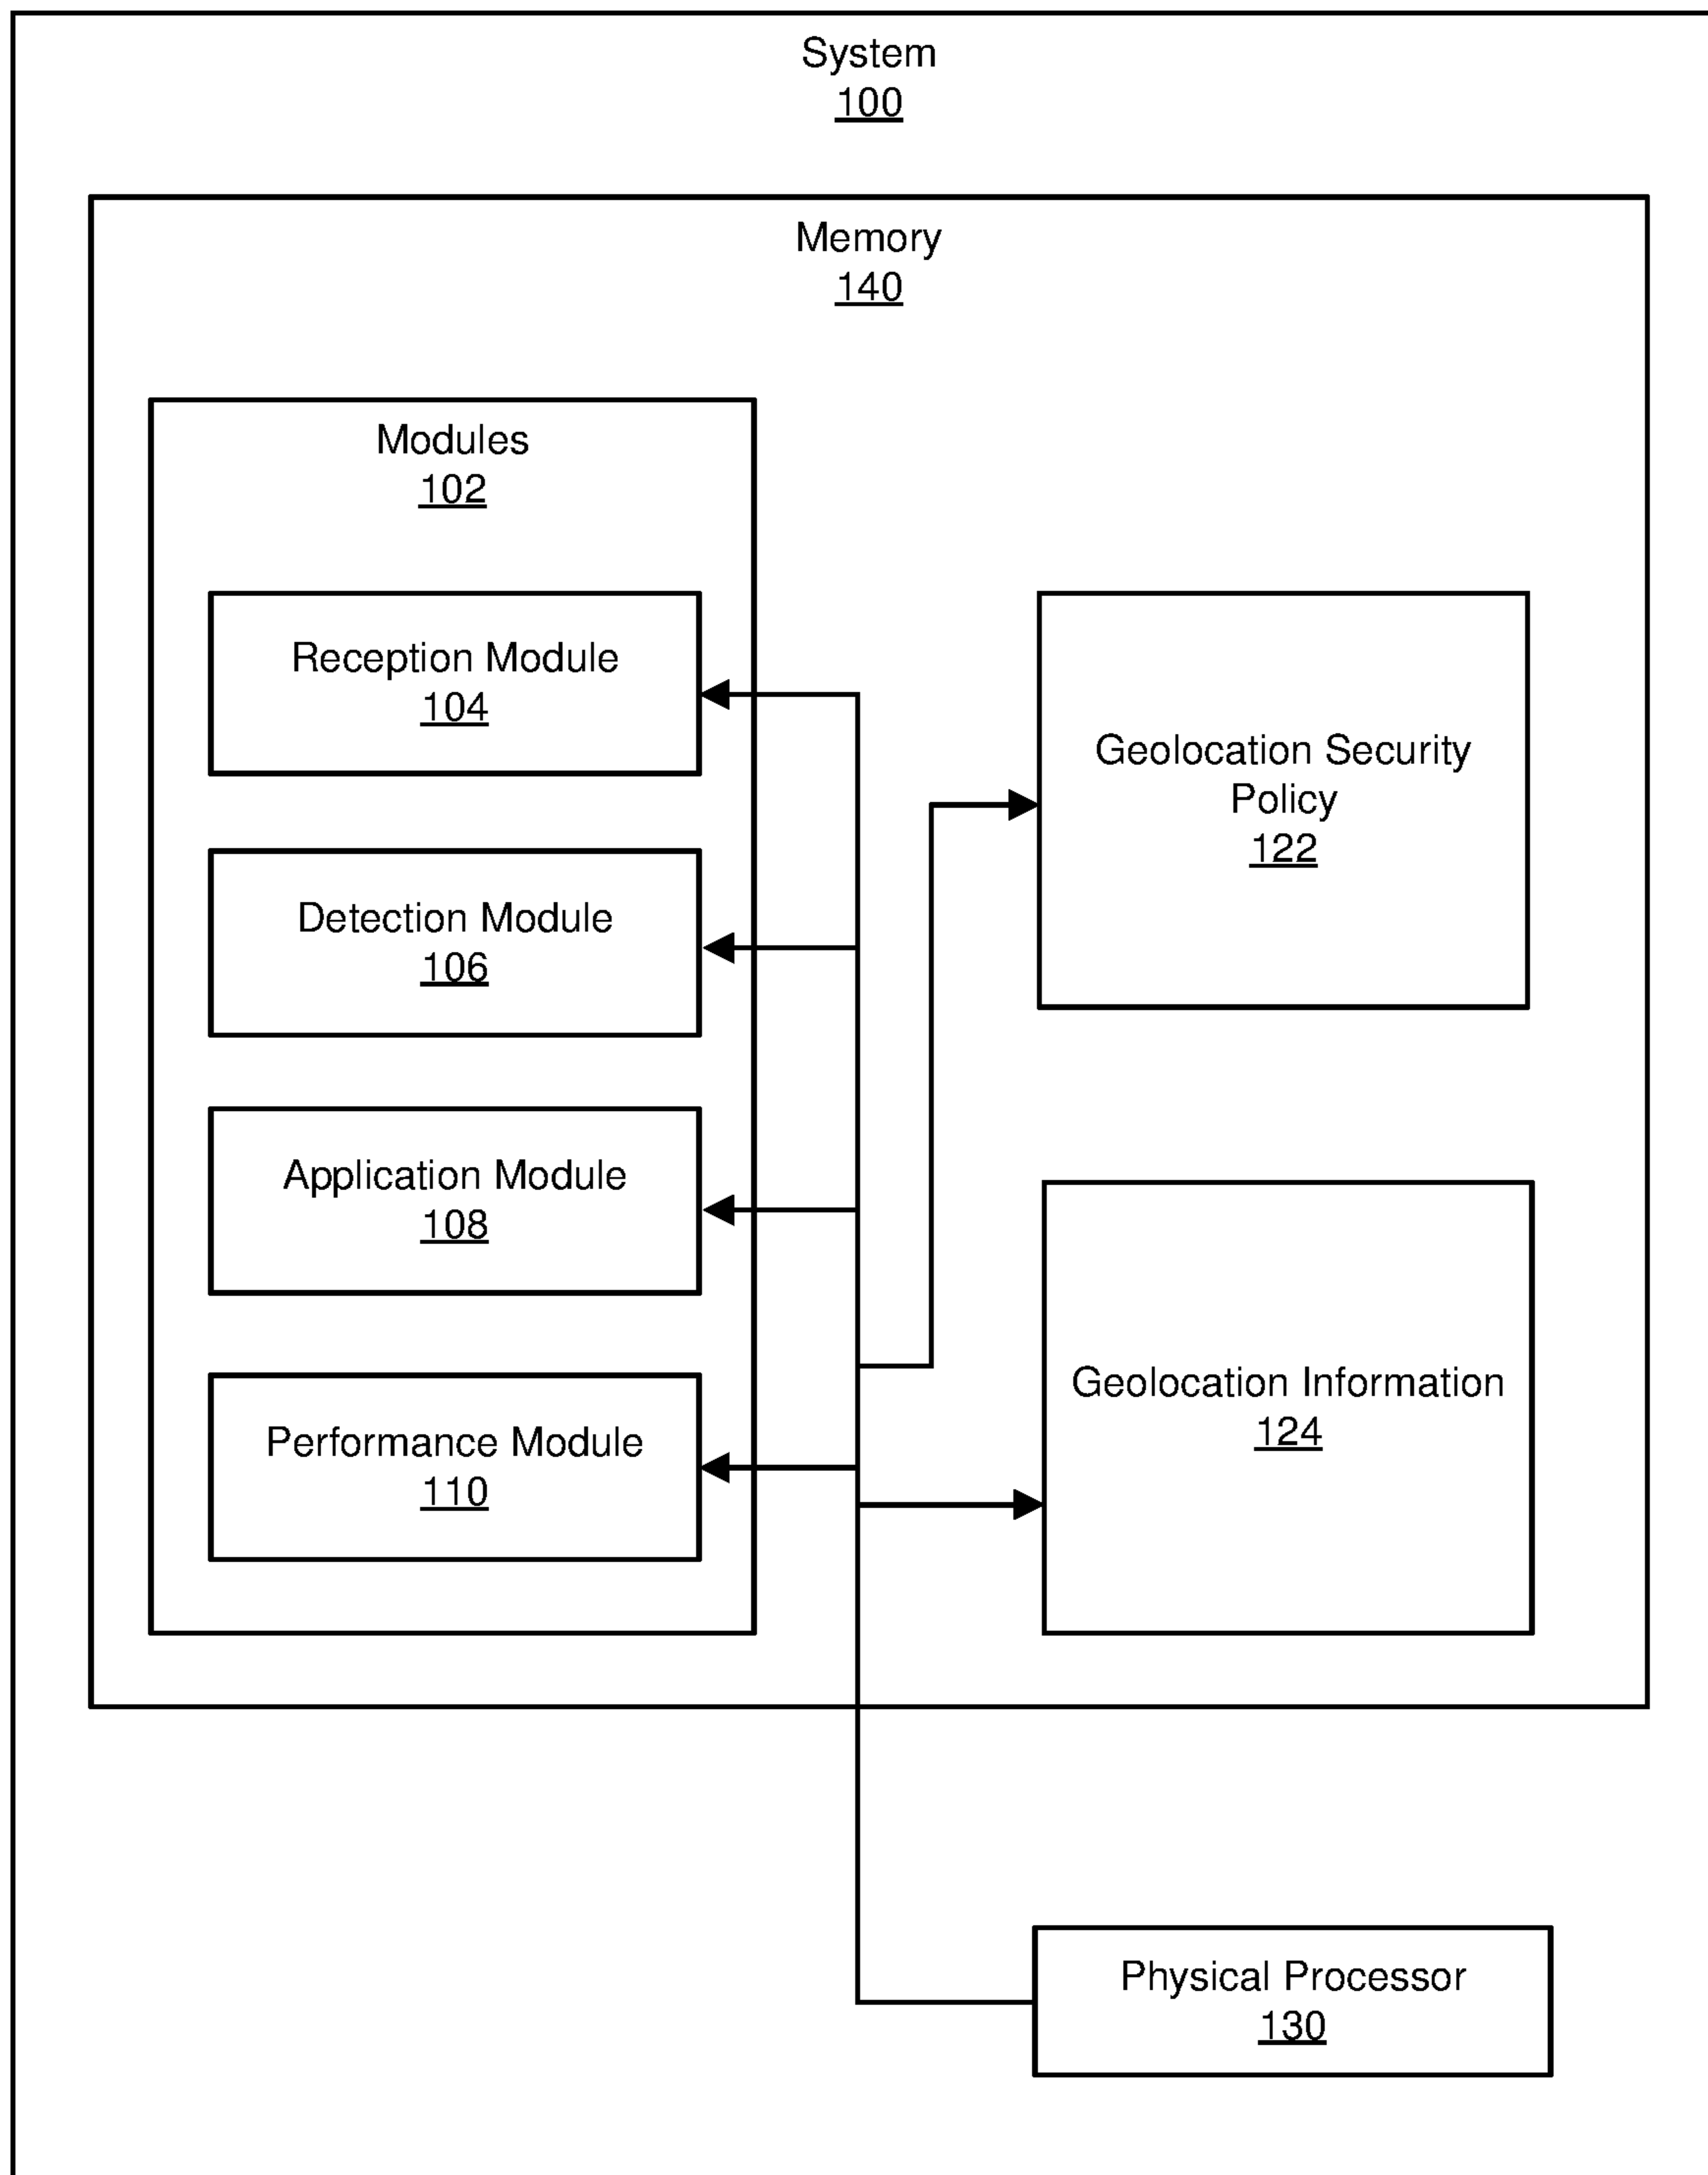 System
100
Memory
140
Modules
102
Reception Module
104
Detection Module
106
Application Module
108
Performance Module
110
Geolocation Security
Policy
122
Geolocation Information
124
Physical Processor
130